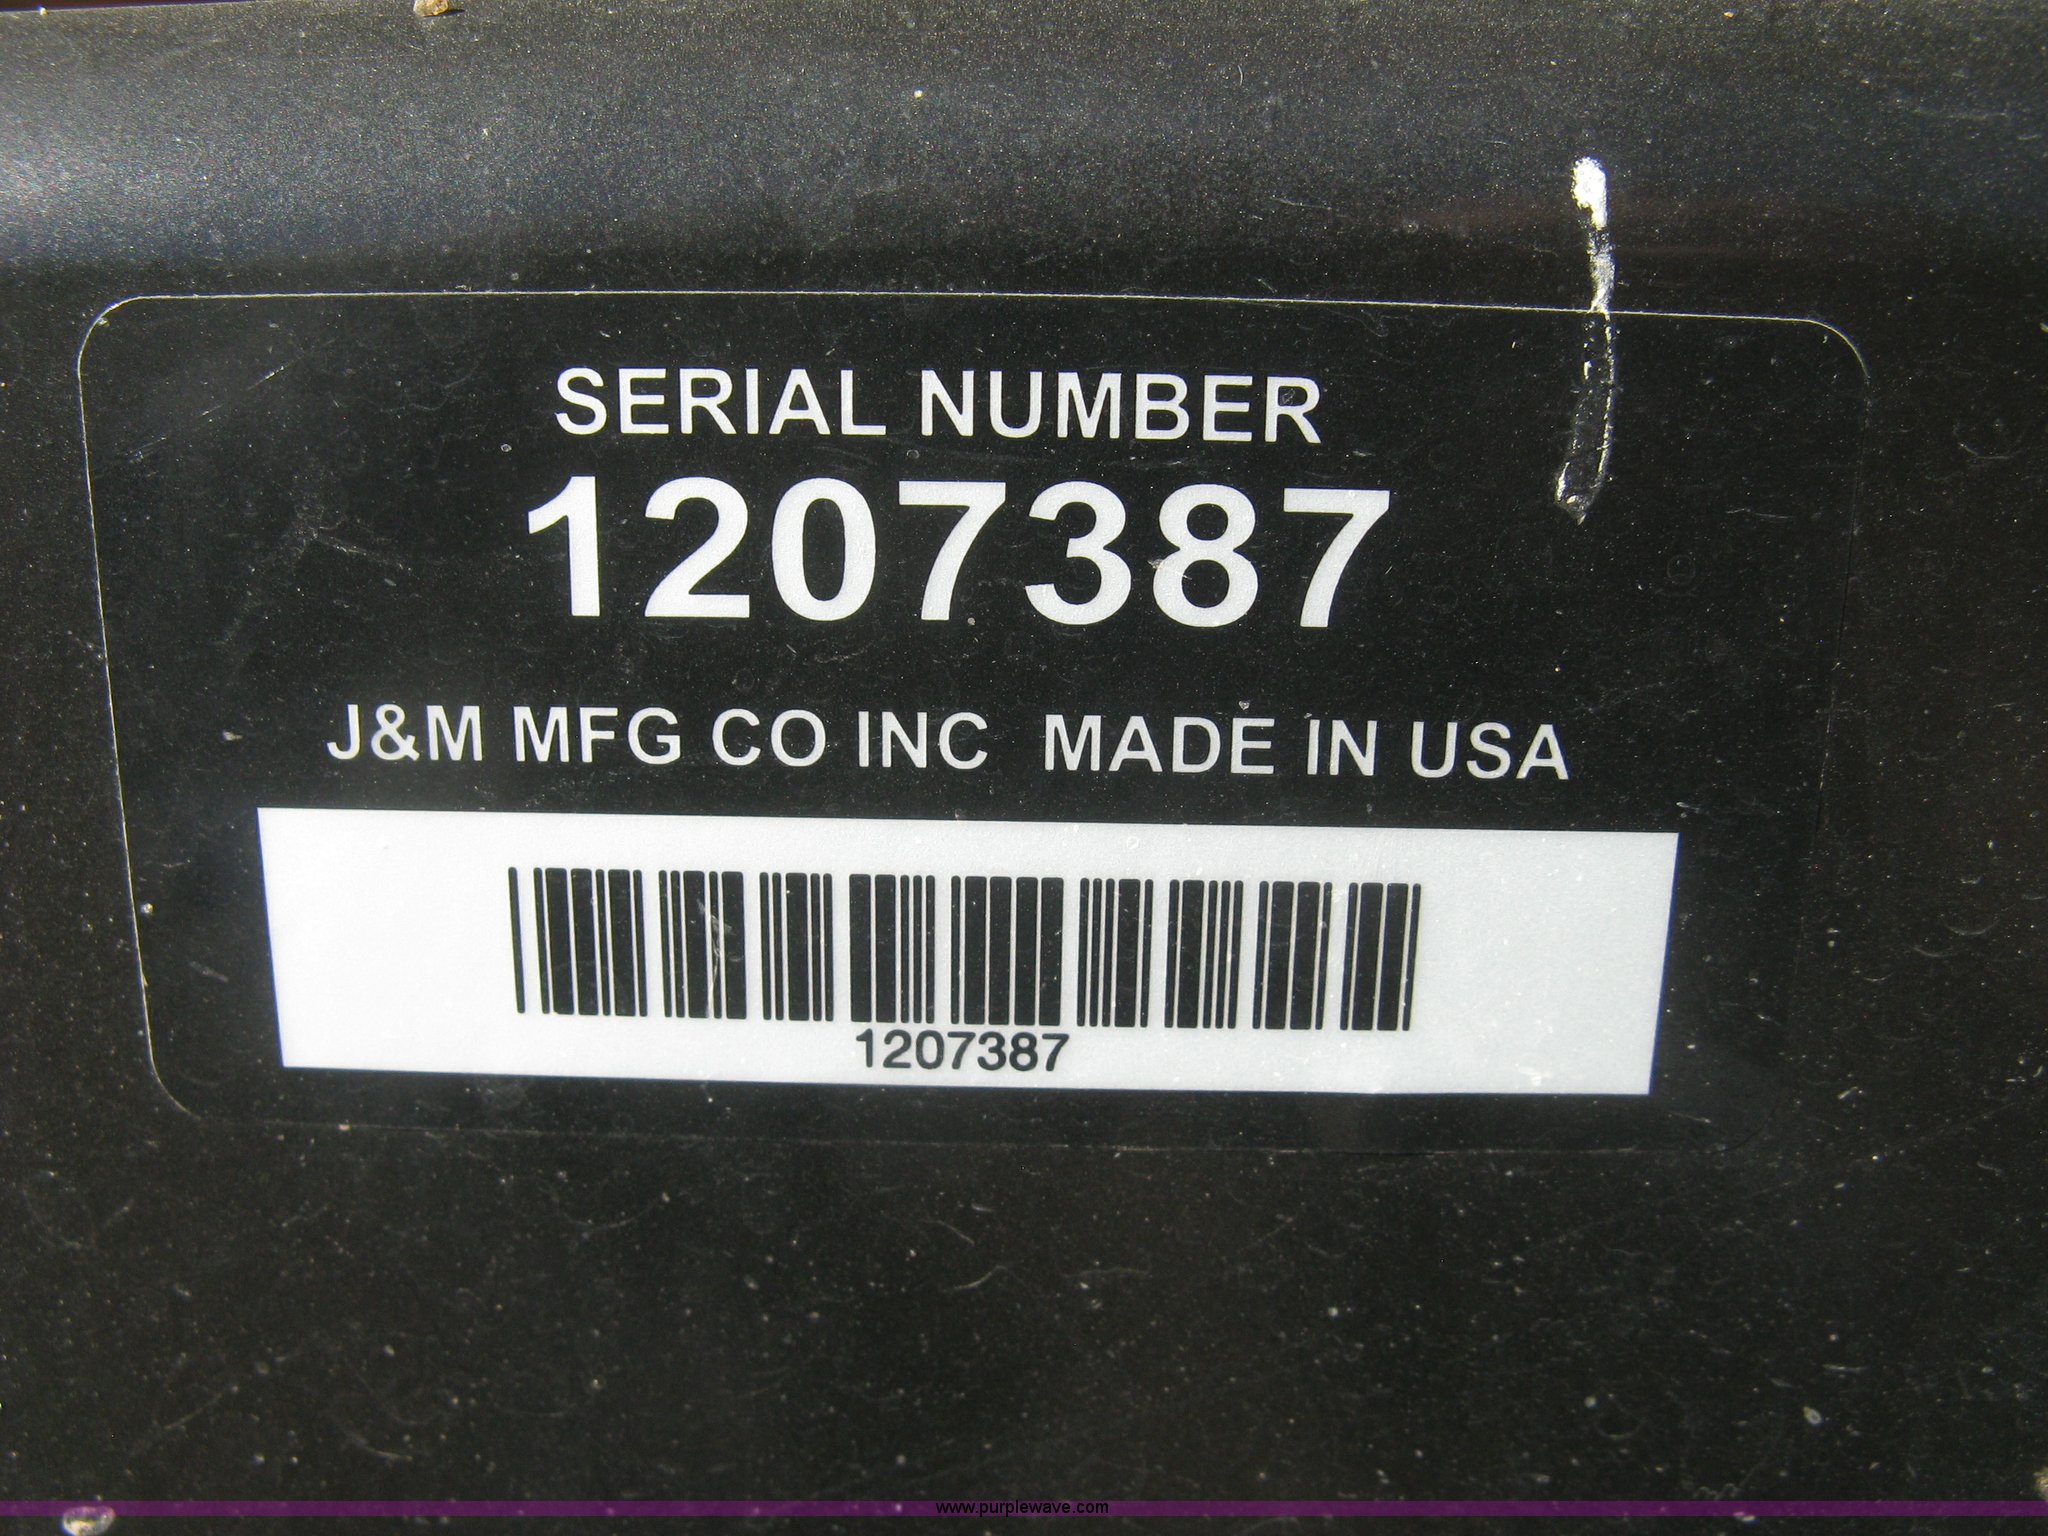 SERIAL NUMBER
1207387
J&M MFG CO INC MADE IN USA
1207387
www.purplewave.com